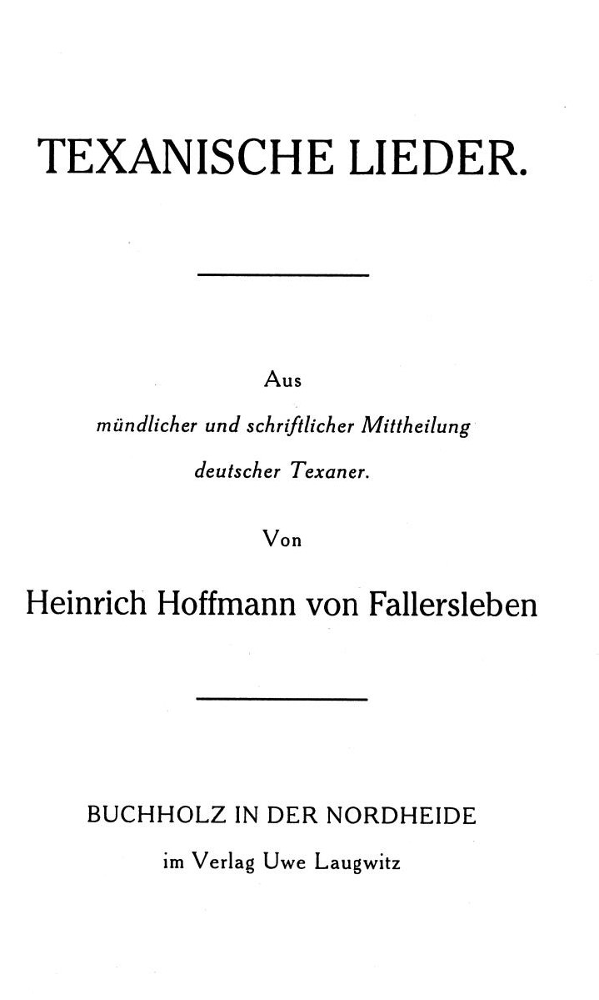 TEXANISCHE LIEDER.
Aus
mündlicher und schriftlicher Mittheilung
deutscher Texaner.
Von
Heinrich Hoffmann von Fallersleben
BUCHHOLZ IN DER NORDHEIDE
im Verlag Uwe Laugwitz